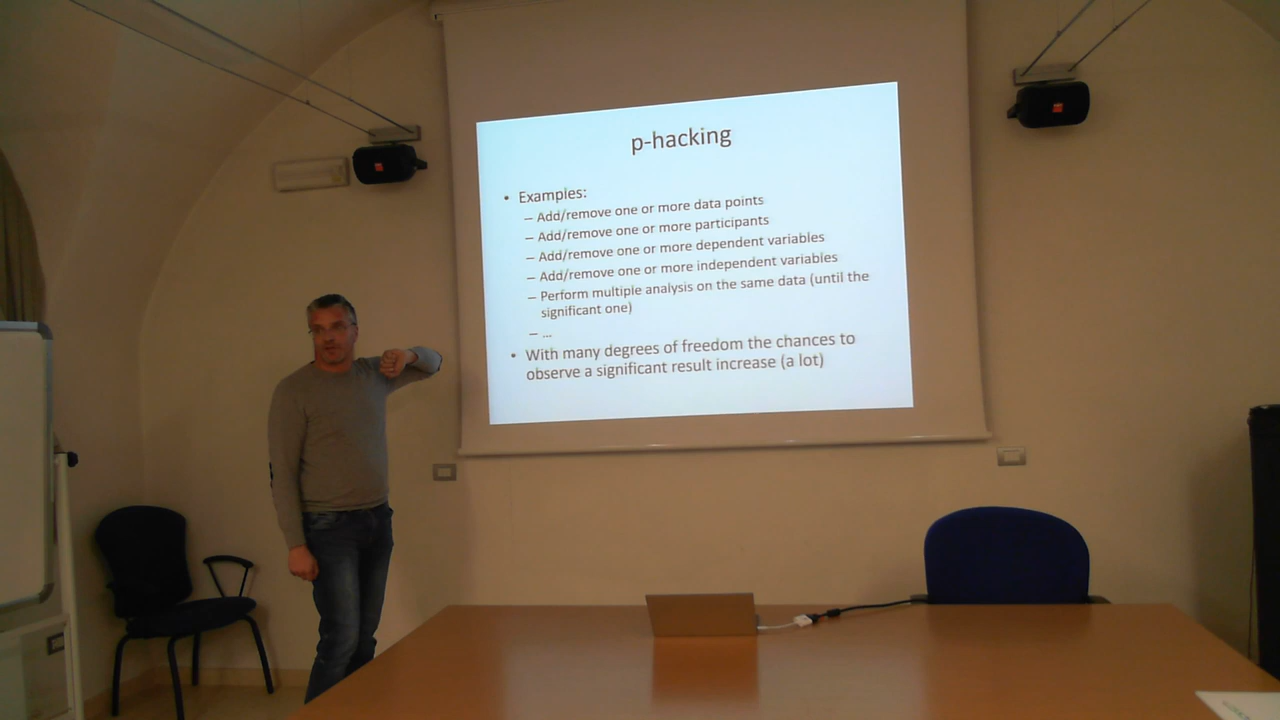 p-hacking
• Examples:
– Add/remove one or more data points
– Add/remove one or more participants
– Add/remove one or more dependent variables
– Add/remove one or more independent variables
– Perform multiple analysis on the same data (until the
significant one)
– ...
• With many degrees of freedom the chances to
observe a significant result increase (a lot)